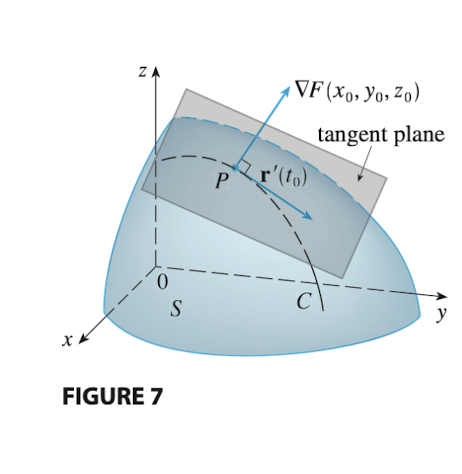 z
∇F(x₀, y₀, z₀)
tangent plane
P
r′(t₀)
0
S
C
x
y
FIGURE 7